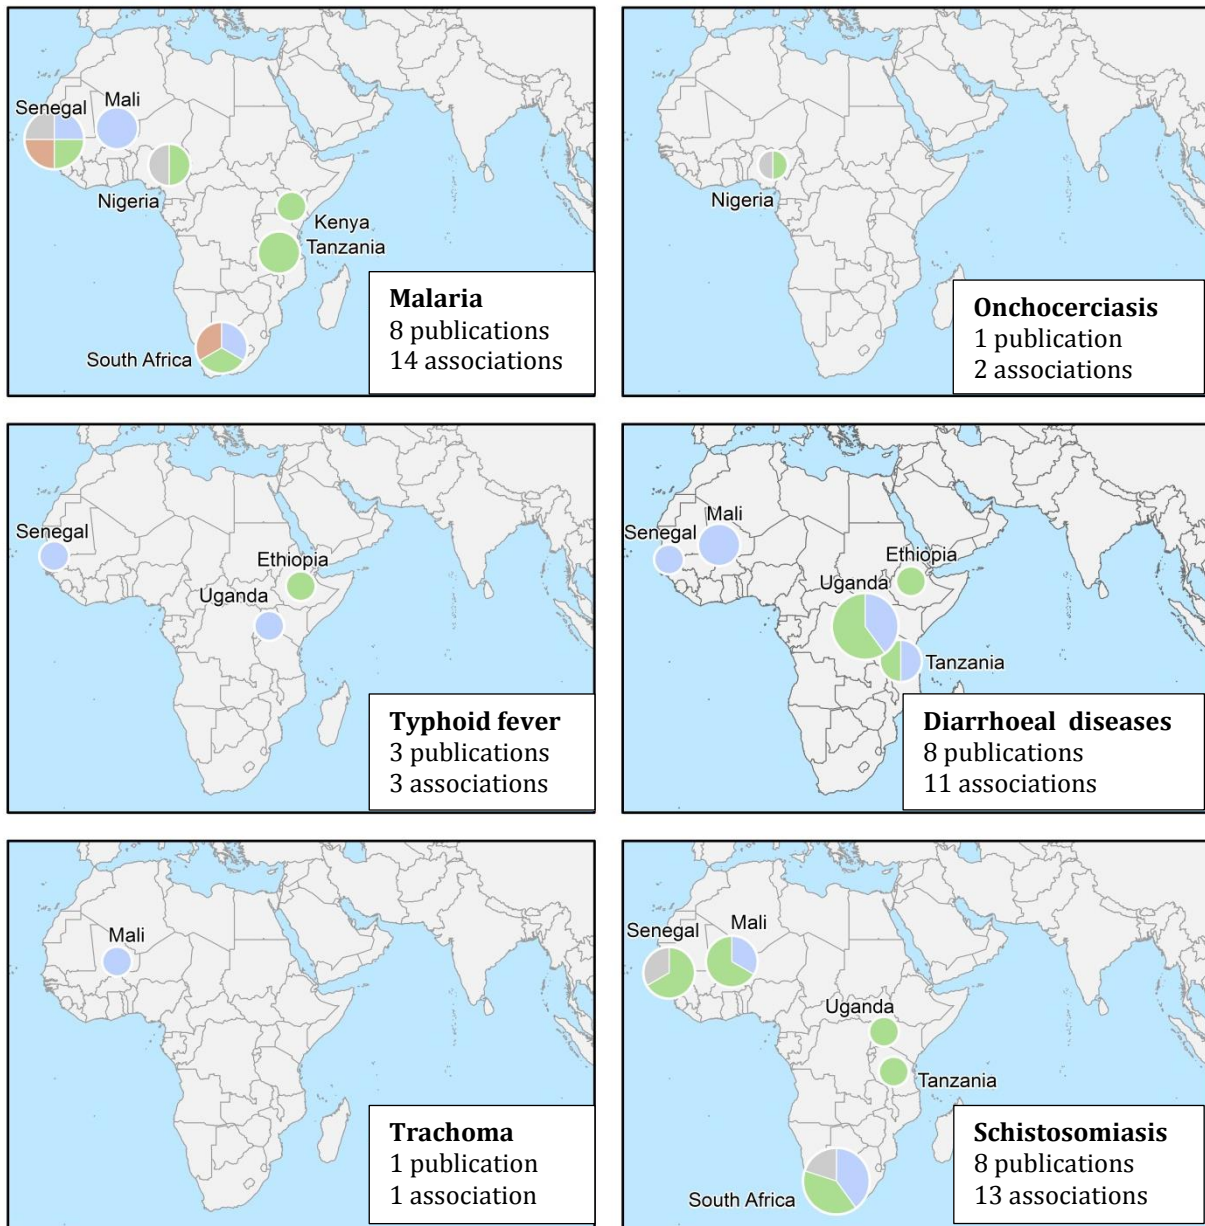 Senegal
Mali
Nigeria
Kenya
Tanzania
South Africa
Malaria
8 publications
14 associations
Nigeria
Onchocerciasis
1 publication
2 associations
Senegal
Ethiopia
Uganda
Typhoid fever
3 publications
3 associations
Mali
Senegal
Ethiopia
Uganda
Tanzania
Diarrhoeal diseases
8 publications
11 associations
Mali
Trachoma
1 publication
1 association
Mali
Senegal
Uganda
Tanzania
South Africa
Schistosomiasis
8 publications
13 associations